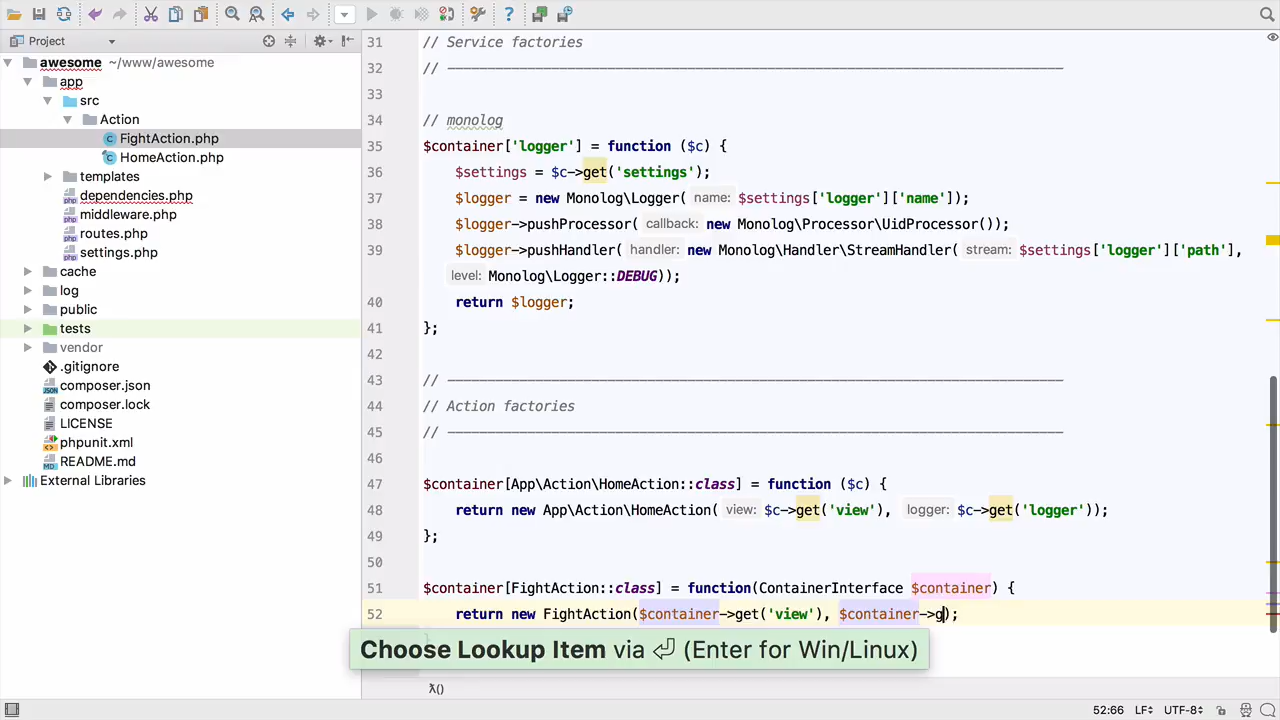 Project
awesome ~/www/awesome
app
src
Action
FightAction.php
HomeAction.php
templates
dependencies.php
middleware.php
routes.php
settings.php
cache
log
public
tests
vendor
.gitignore
composer.json
composer.lock
LICENSE
phpunit.xml
README.md
External Libraries
31 // Service factories
32 // -----------------------------------------------------------------------------
33
34 // monolog
35 $container['logger'] = function ($c) {
36 $settings = $c->get('settings');
37 $logger = new Monolog\Logger( name: $settings['logger']['name']);
38 $logger->pushProcessor( callback: new Monolog\Processor\UidProcessor());
39 $logger->pushHandler( handler: new Monolog\Handler\StreamHandler( stream: $settings['logger']['path'],
level: Monolog\Logger::DEBUG));
40 return $logger;
41 };
42
43 // -----------------------------------------------------------------------------
44 // Action factories
45 // -----------------------------------------------------------------------------
46
47 $container[App\Action\HomeAction::class] = function ($c) {
48 return new App\Action\HomeAction( view: $c->get('view'), logger: $c->get('logger'));
49 };
50
51 $container[FightAction::class] = function(ContainerInterface $container) {
52 return new FightAction($container->get('view'), $container->g);
Choose Lookup Item via ⏎ (Enter for Win/Linux)
λ()
52:66 LF UTF-8